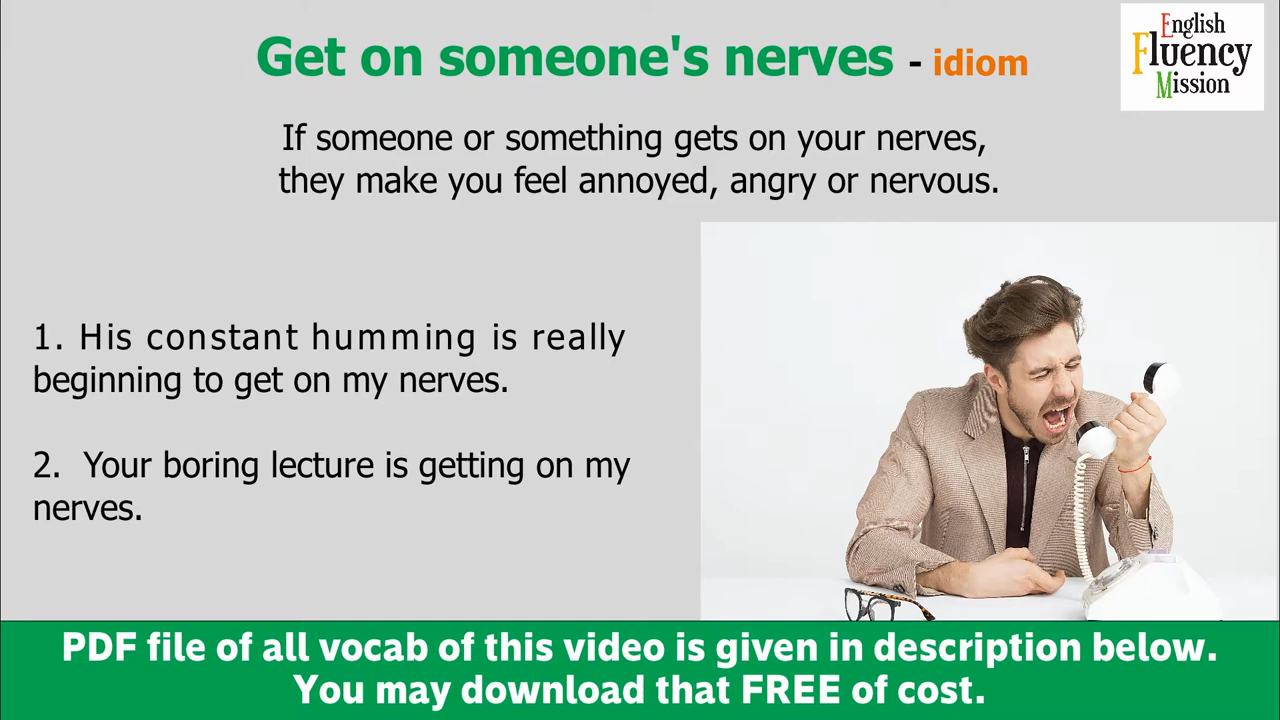 Get on someone's nerves - idiom
English
Fluency
Mission
If someone or something gets on your nerves,
they make you feel annoyed, angry or nervous.
1. His constant humming is really
beginning to get on my nerves.
2. Your boring lecture is getting on my
nerves.
PDF file of all vocab of this video is given in description below.
You may download that FREE of cost.